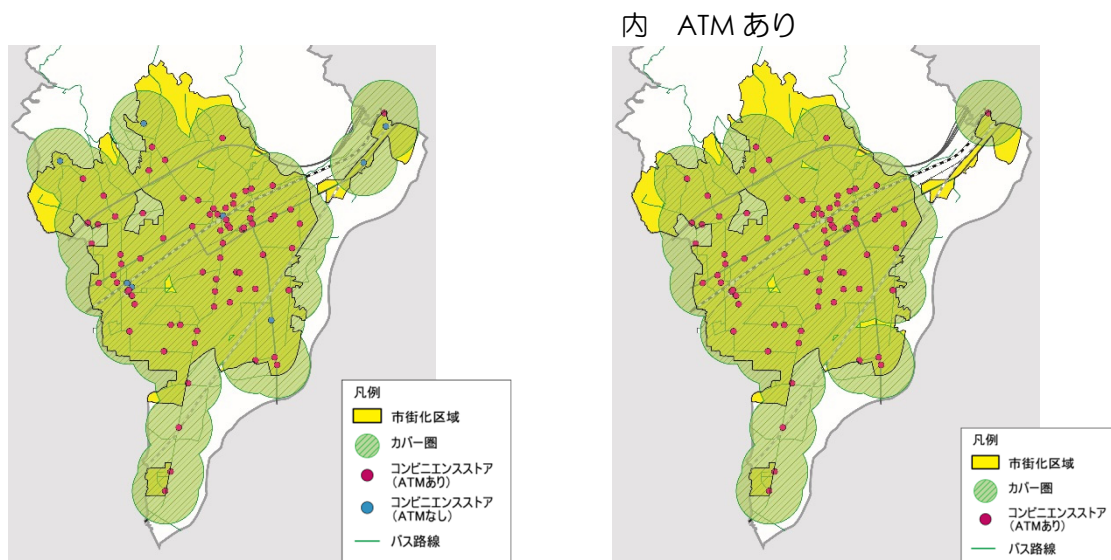 内 ATM あり
凡例
市街化区域
カバー圏
コンビニエンスストア
(ATMあり)
コンビニエンスストア
(ATMなし)
バス路線
凡例
市街化区域
カバー圏
コンビニエンスストア
(ATMあり)
バス路線